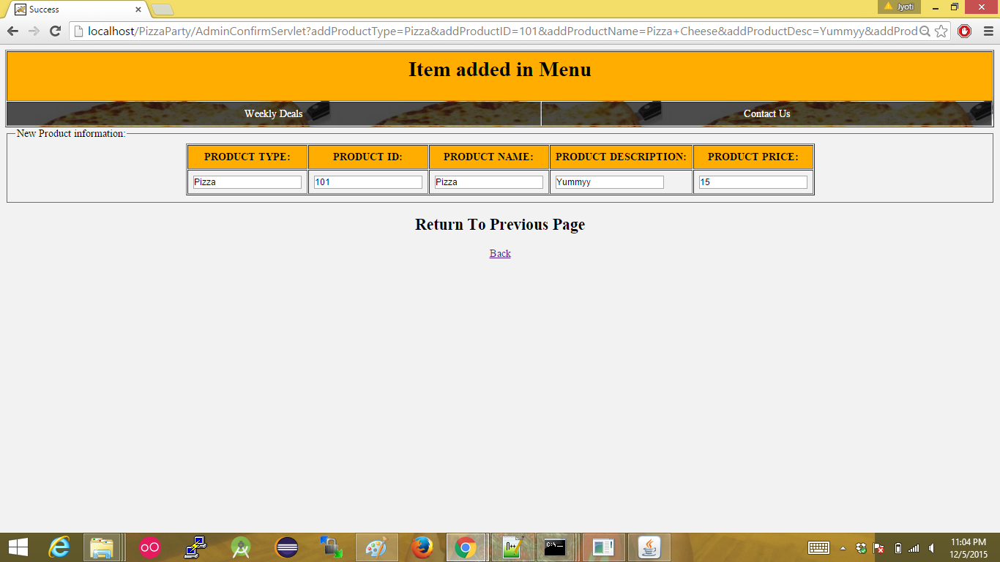 Success
Jyoti
localhost/PizzaParty/AdminConfirmServlet?addProductType=Pizza&addProductID=101&addProductName=Pizza+Cheese&addProductDesc=Yummyy&addProd
Item added in Menu
Weekly Deals Contact Us
New Product information:
PRODUCT TYPE: PRODUCT ID: PRODUCT NAME: PRODUCT DESCRIPTION: PRODUCT PRICE:
Pizza 101 Pizza Yummyy 15
Return To Previous Page
Back
11:04 PM
12/5/2015